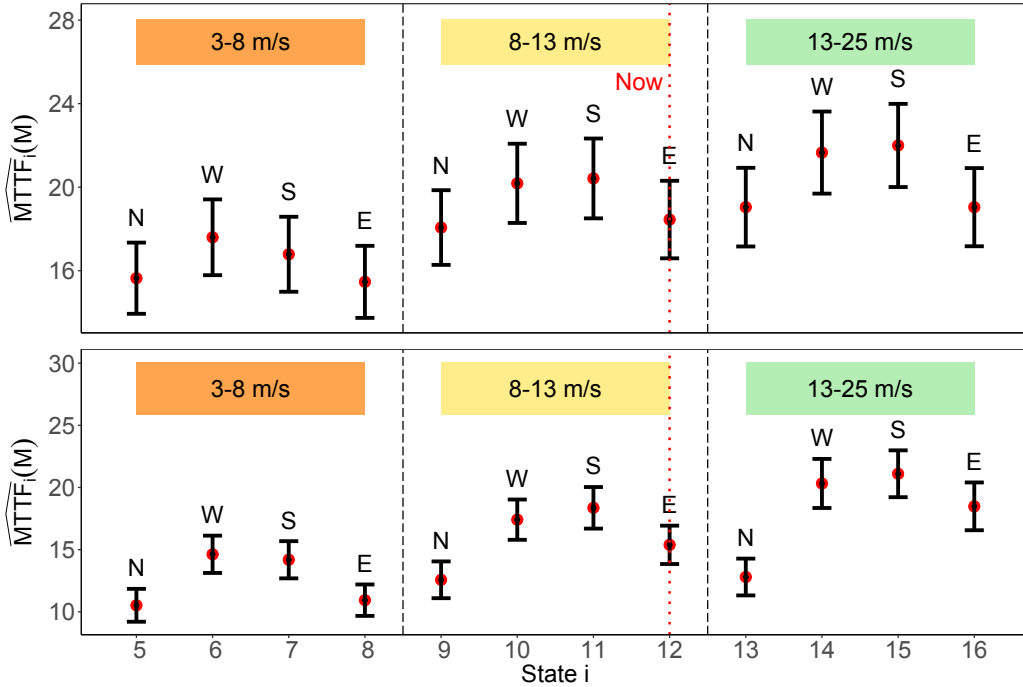 28
24
20
16
MTTFᵢ(M)
3-8 m/s
8-13 m/s
13-25 m/s
Now
N
W
S
E
N
W
S
E
N
W
S
E
30
25
20
15
10
MTTFᵢ(M)
3-8 m/s
8-13 m/s
13-25 m/s
N
W
S
E
N
W
S
E
N
W
S
E
5 6 7 8 9 10 11 12 13 14 15 16
State i